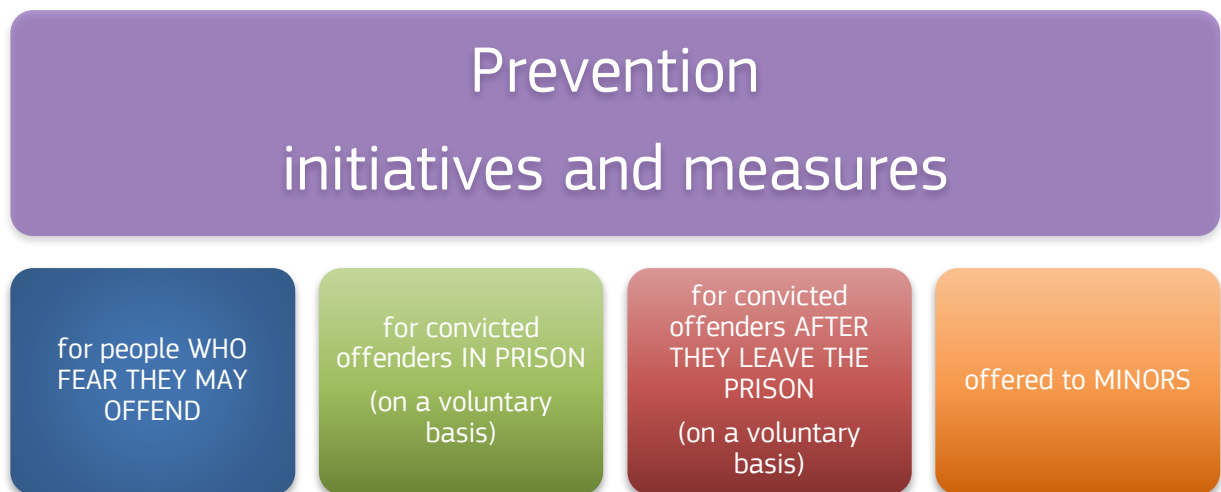 Prevention
initiatives and measures
for people WHO
FEAR THEY MAY
OFFEND
for convicted
offenders IN PRISON
(on a voluntary
basis)
for convicted
offenders AFTER
THEY LEAVE THE
PRISON
(on a voluntary
basis)
offered to MINORS